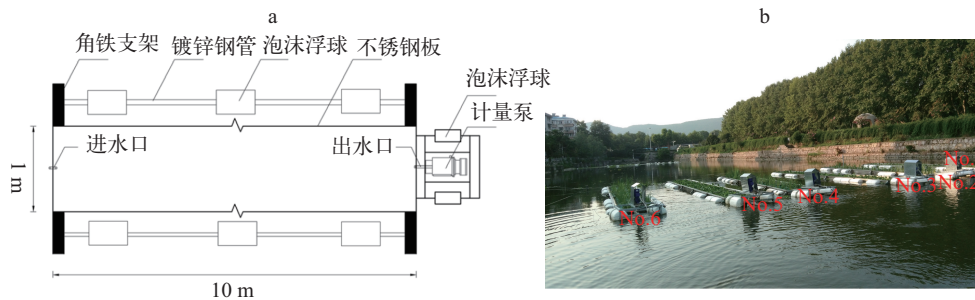 a
角铁支架 镀锌钢管 泡沫浮球 不锈钢板
泡沫浮球
计量泵
进水口
出水口
1 m
10 m
b
No.6
No.5
No.4
No.3
No.2